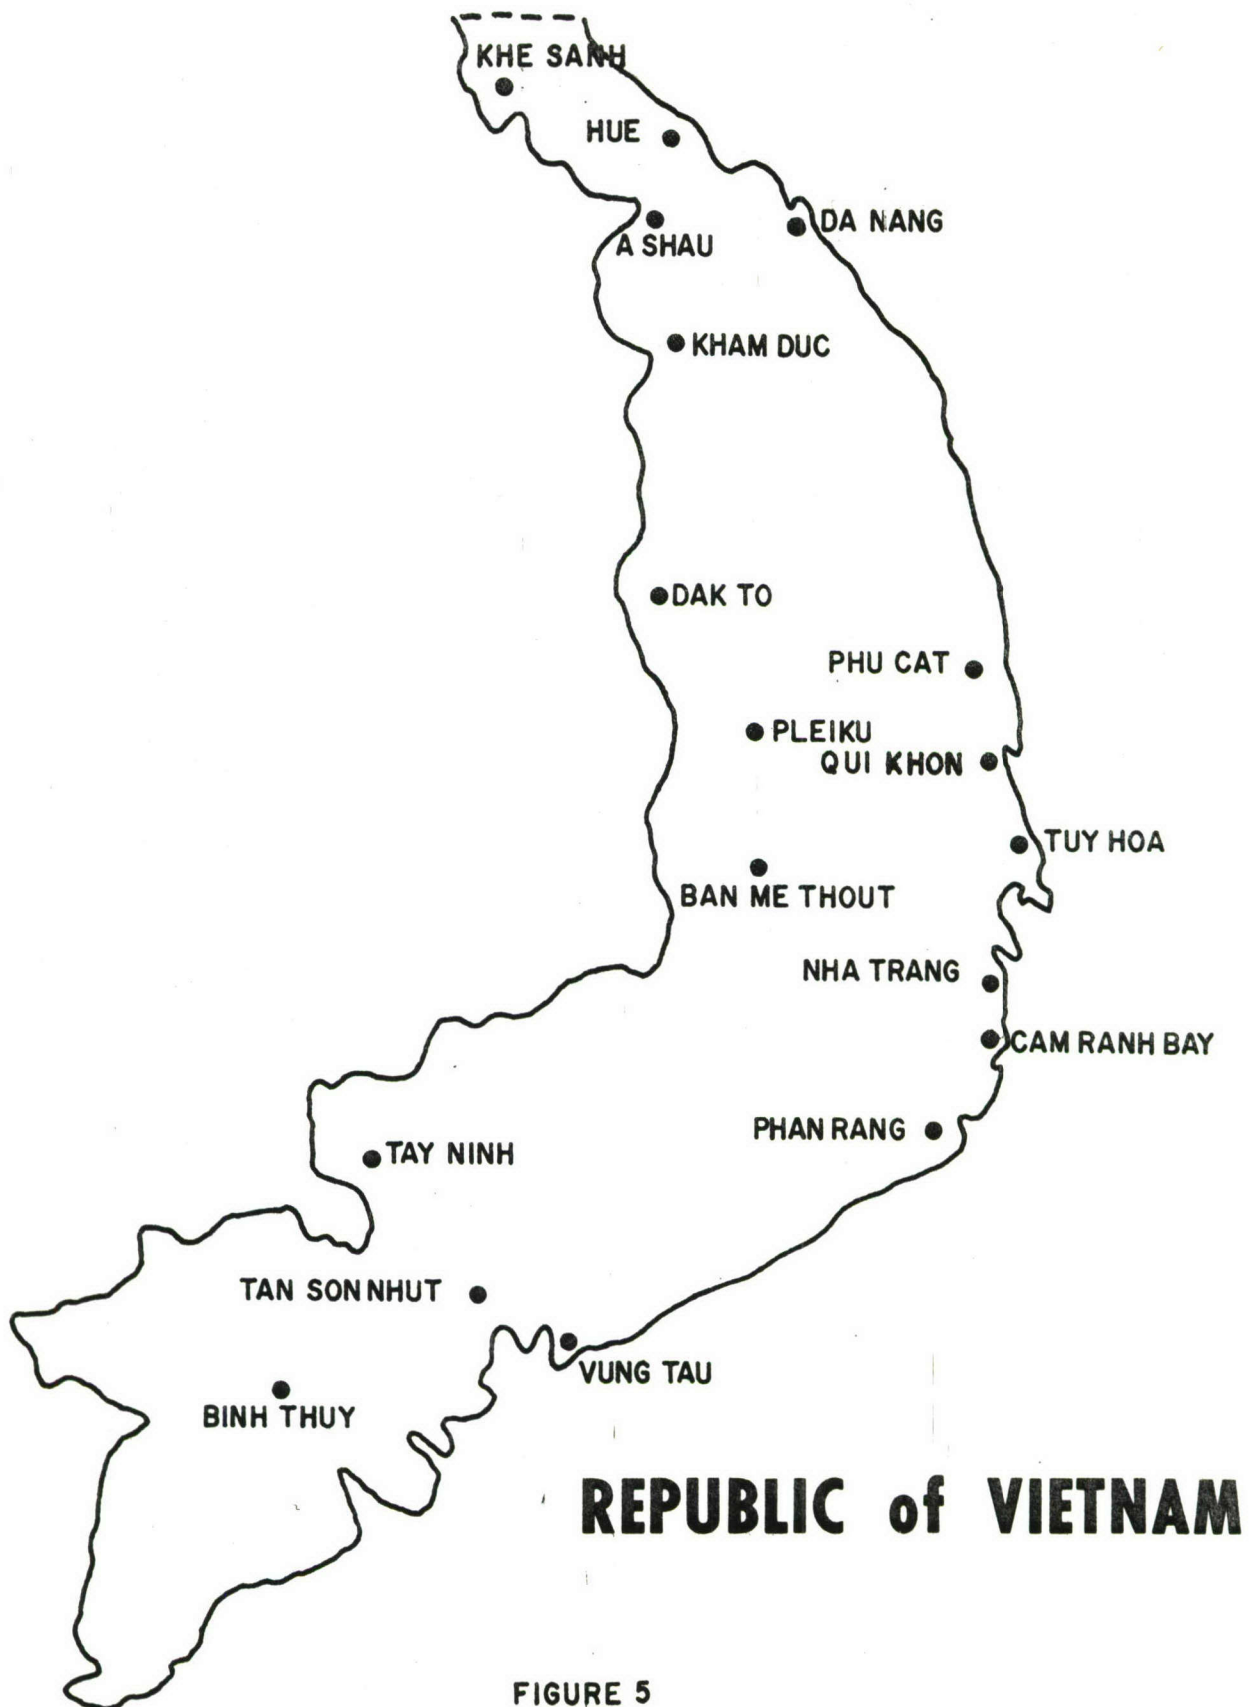 KHE SANH
HUE
DA NANG
A SHAU
KHAM DUC
DAK TO
PHU CAT
PLEIKU
QUI KHON
TUY HOA
BAN ME THOUT
NHA TRANG
CAM RANH BAY
PHAN RANG
TAY NINH
TAN SON NHUT
VUNG TAU
BINH THUY
REPUBLIC of VIETNAM
FIGURE 5